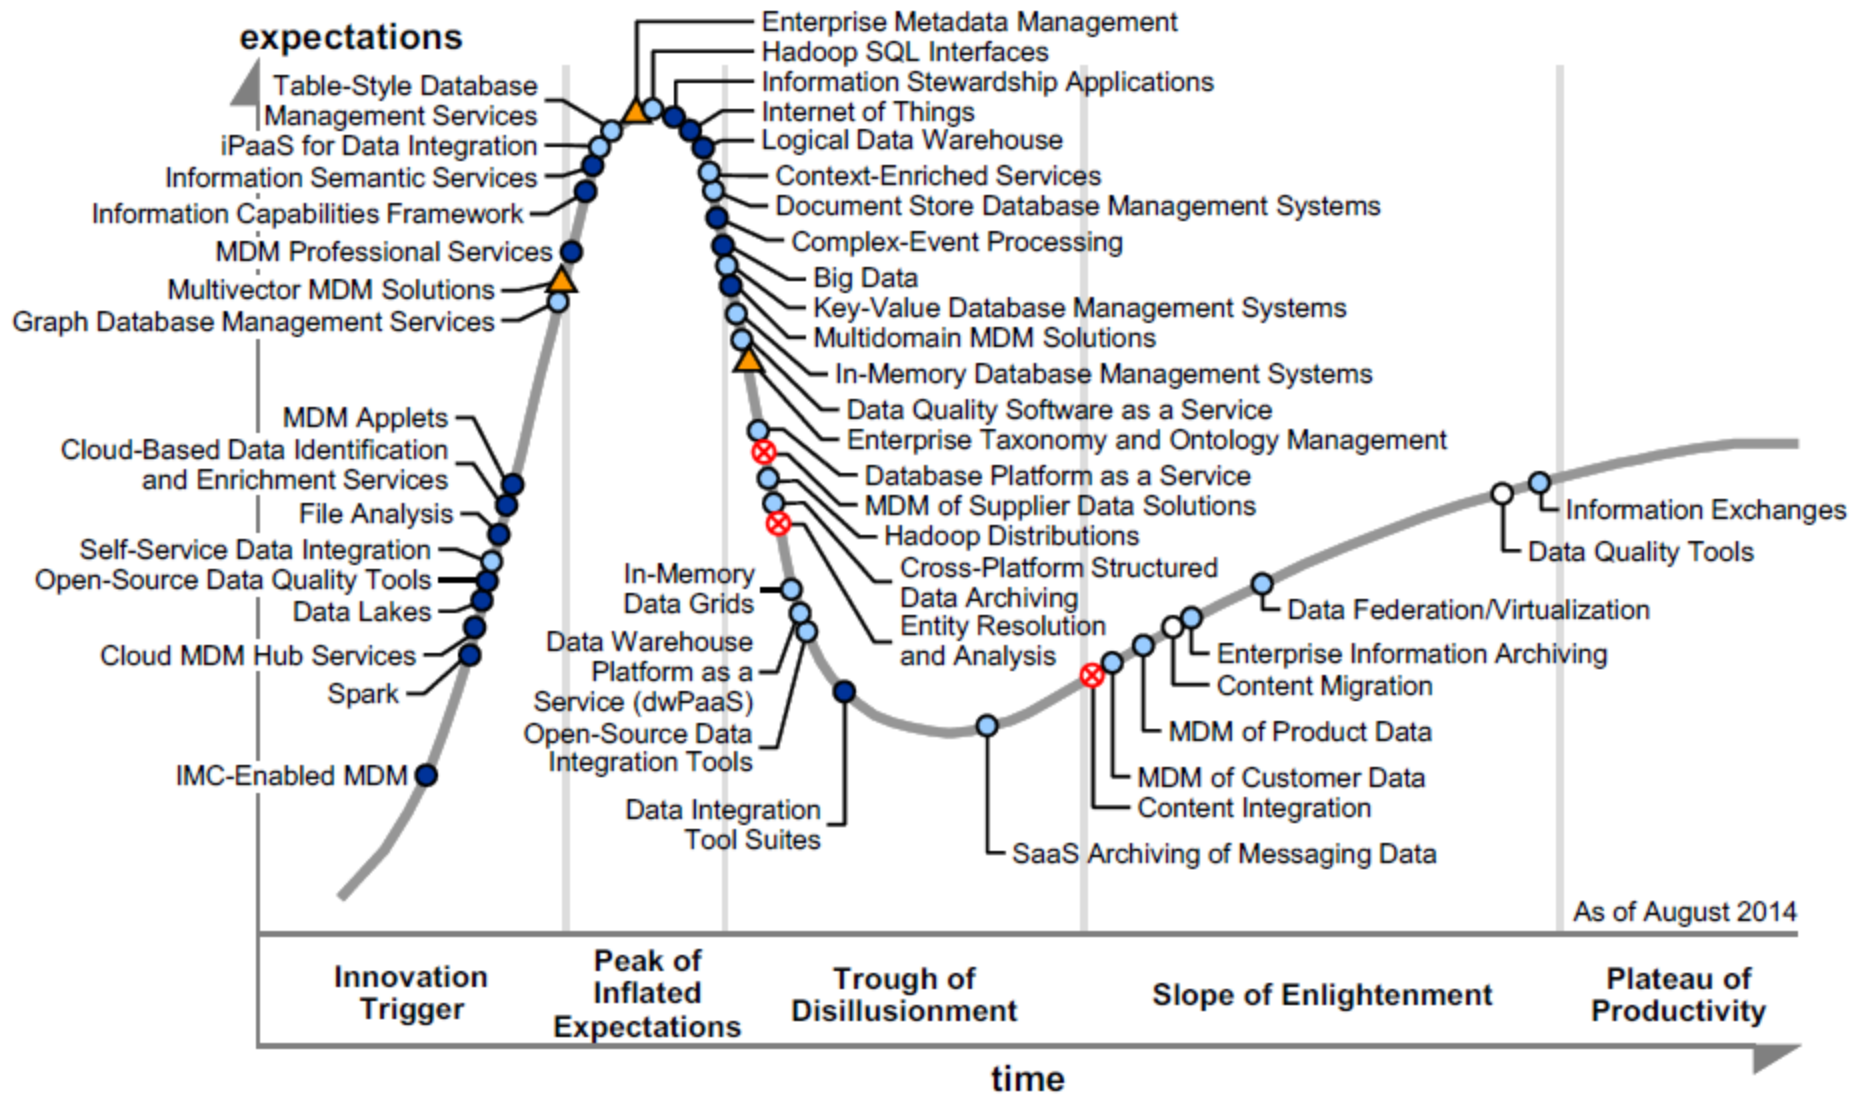 expectations
Enterprise Metadata Management
Hadoop SQL Interfaces
Information Stewardship Applications
Internet of Things
Logical Data Warehouse
Context-Enriched Services
Document Store Database Management Systems
Complex-Event Processing
Big Data
Key-Value Database Management Systems
Multidomain MDM Solutions
In-Memory Database Management Systems
Data Quality Software as a Service
Enterprise Taxonomy and Ontology Management
Database Platform as a Service
MDM of Supplier Data Solutions
Hadoop Distributions
Cross-Platform Structured
Data Archiving
Entity Resolution
and Analysis
Table-Style Database
Management Services
iPaaS for Data Integration
Information Semantic Services
Information Capabilities Framework
MDM Professional Services
Multivector MDM Solutions
Graph Database Management Services
MDM Applets
Cloud-Based Data Identification
and Enrichment Services
File Analysis
Self-Service Data Integration
Open-Source Data Quality Tools
Data Lakes
Cloud MDM Hub Services
Spark
IMC-Enabled MDM
In-Memory
Data Grids
Data Warehouse
Platform as a
Service (dwPaaS)
Open-Source Data
Integration Tools
Data Integration
Tool Suites
Information Exchanges
Data Quality Tools
Data Federation/Virtualization
Enterprise Information Archiving
Content Migration
MDM of Product Data
MDM of Customer Data
Content Integration
SaaS Archiving of Messaging Data
As of August 2014
Innovation
Trigger
Peak of
Inflated
Expectations
Trough of
Disillusionment
Slope of Enlightenment
Plateau of
Productivity
time